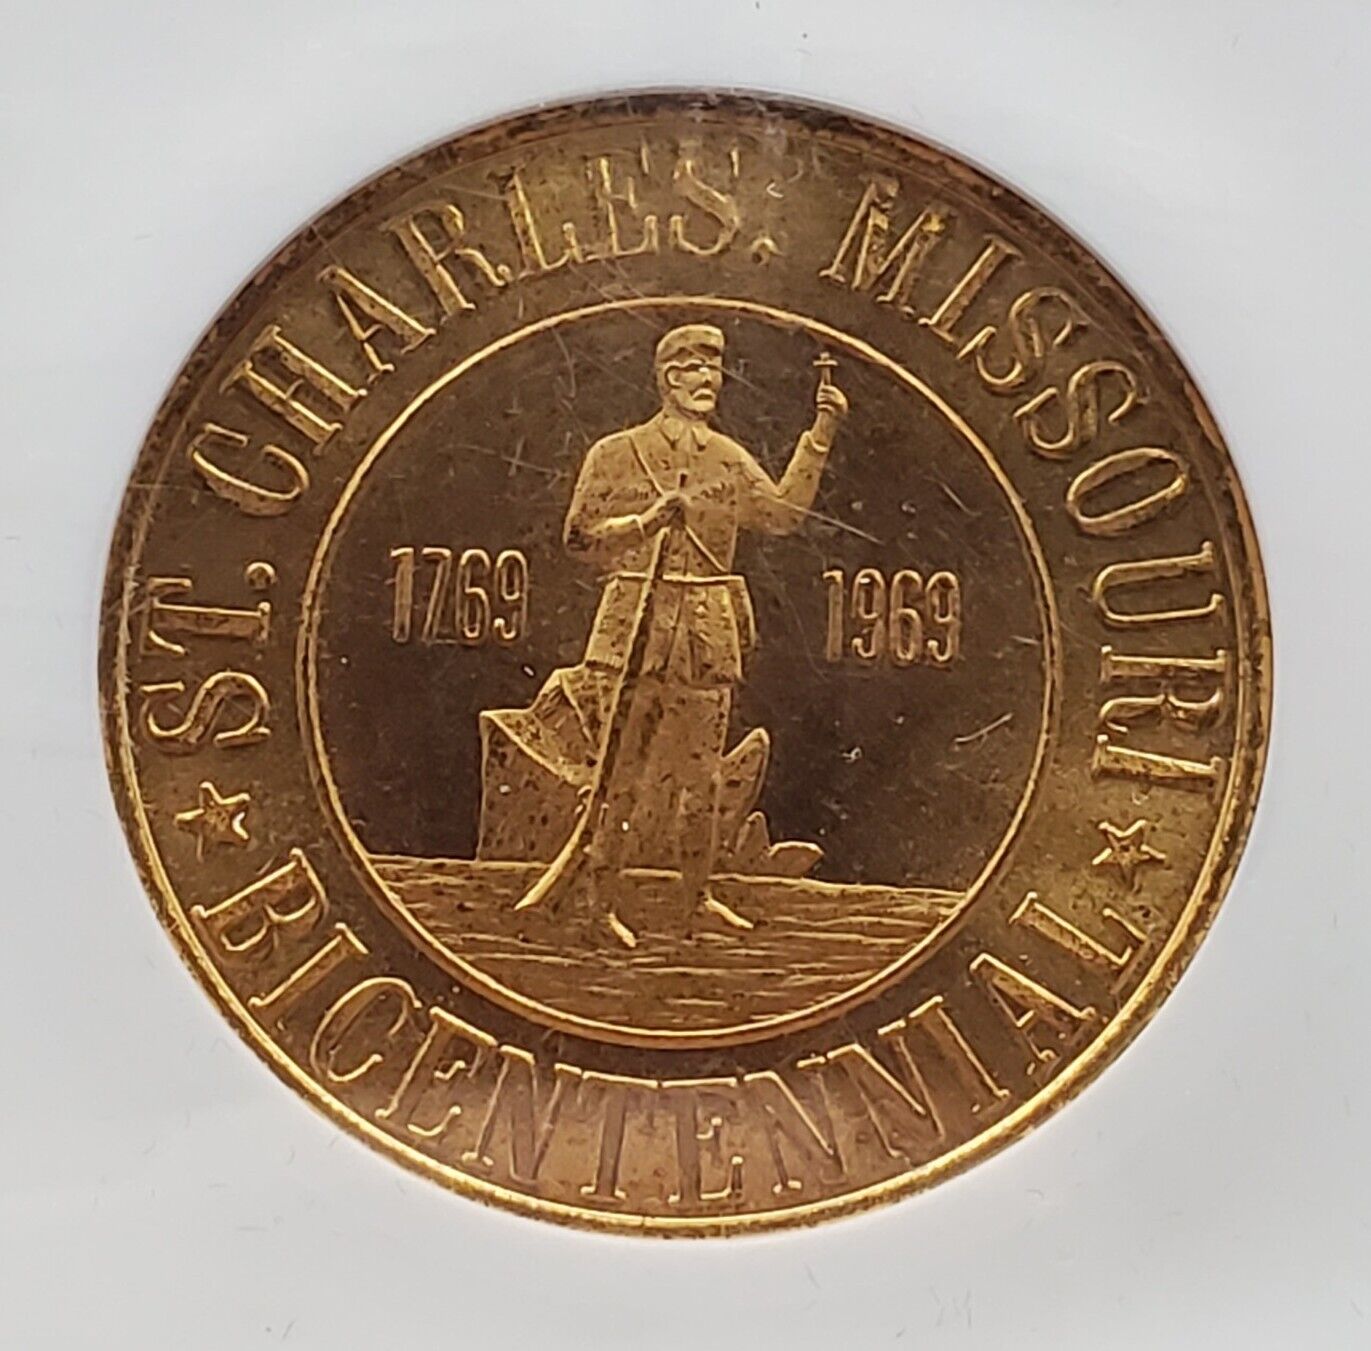 ST. CHARLES. MISSOURI
1769 1969
★ BICENTENNIAL ★